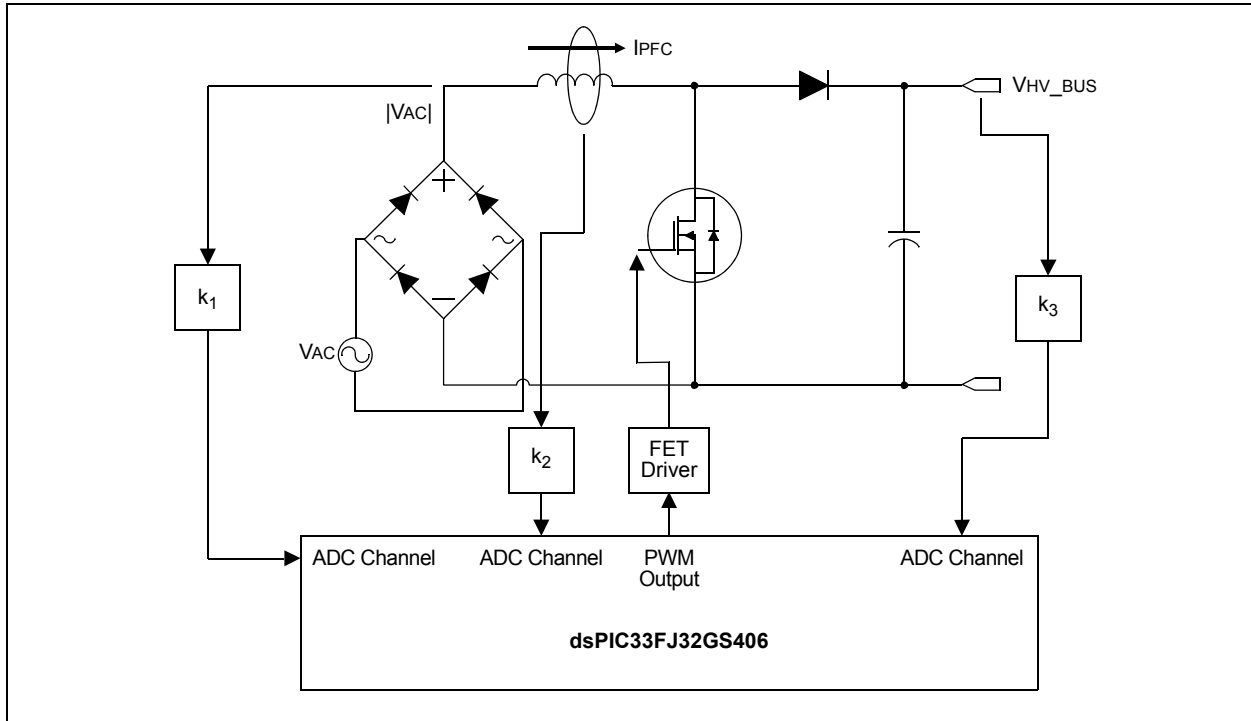 IPFC
VHV_BUS
|VAC|
k1
k3
VAC
k2
FET
Driver
ADC Channel
ADC Channel
PWM
Output
ADC Channel
dsPIC33FJ32GS406